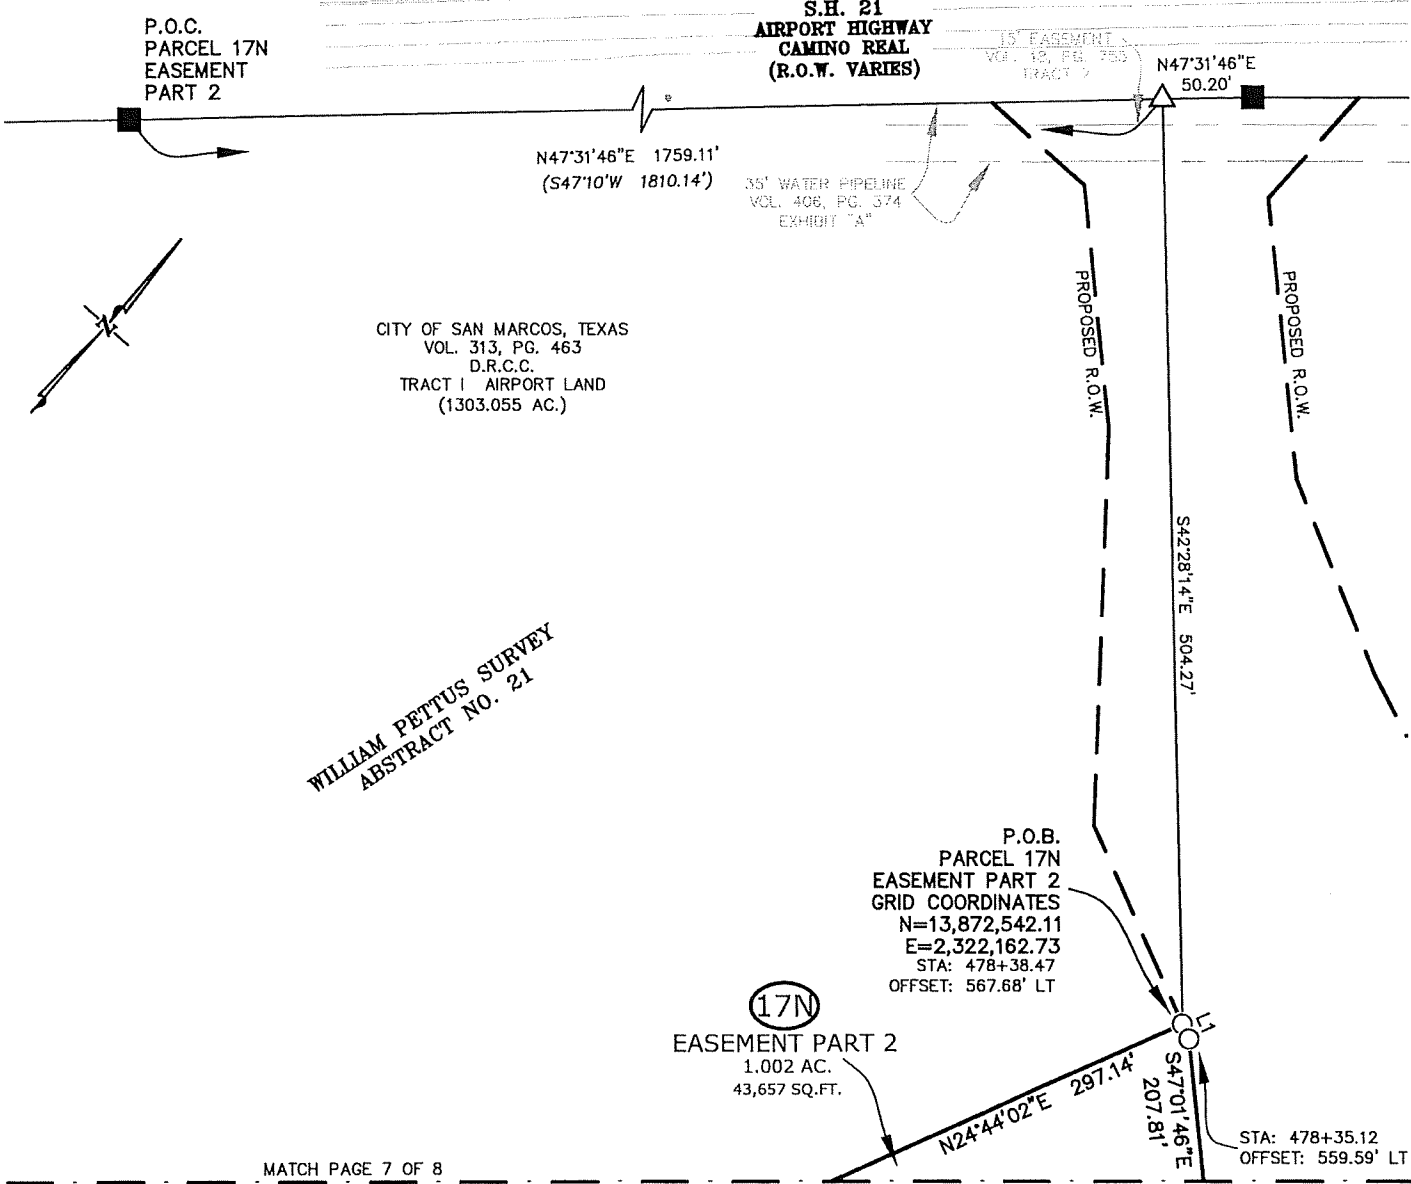 P.O.C.
PARCEL 17N
EASEMENT
PART 2
S.H. 21
AIRPORT HIGHWAY
CAMINO REAL
(R.O.W. VARIES)
15' EASEMENT
TRACT 2
N47°31'46"E
50.20'
N47°31'46"E 1759.11'
(S47°10'W 1810.14')
35' WATER PIPELINE
VOL. 406, PG. 374
EXHIBIT "A"
N
CITY OF SAN MARCOS, TEXAS
VOL. 313, PG. 463
D.R.C.C.
TRACT I AIRPORT LAND
(1303.055 AC.)
PROPOSED R.O.W.
PROPOSED R.O.W.
S42°28'14"E 504.27'
WILLIAM PETTUS SURVEY
ABSTRACT NO. 21
P.O.B.
PARCEL 17N
EASEMENT PART 2
GRID COORDINATES
N=13,872,542.11
E=2,322,162.73
STA: 478+38.47
OFFSET: 567.68' LT
17N
EASEMENT PART 2
1.002 AC.
43,657 SQ.FT.
L1
N24°44'02"E 297.14'
S47°01'46"E
207.81'
STA: 478+35.12
OFFSET: 559.59' LT
MATCH PAGE 7 OF 8